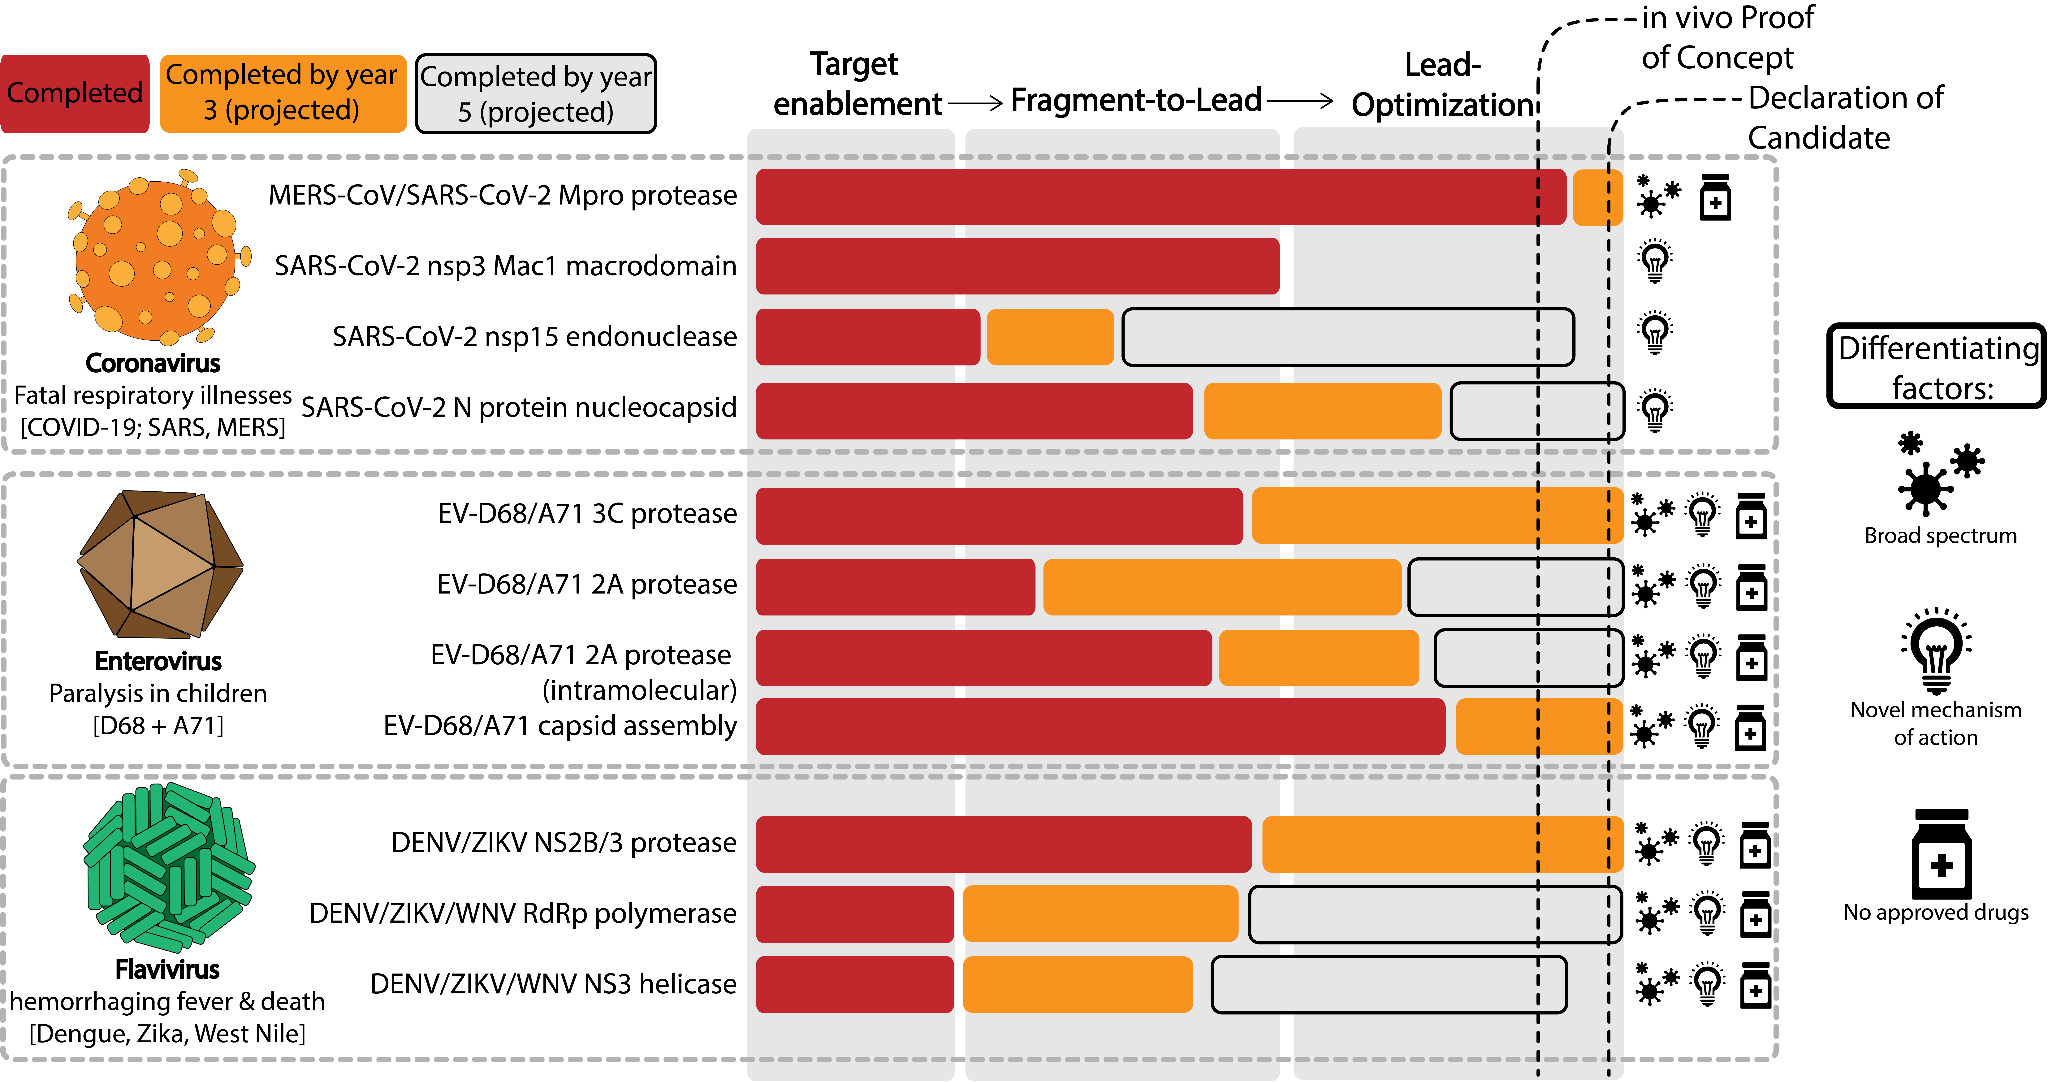 Completed
Completed by year
3 (projected)
Completed by year
5 (projected)
Target
enablement
Fragment-to-Lead
Lead-
Optimization
in vivo Proof
of Concept
Declaration of
Candidate
MERS-CoV/SARS-CoV-2 Mpro protease
SARS-CoV-2 nsp3 Mac1 macrodomain
SARS-CoV-2 nsp15 endonuclease
SARS-CoV-2 N protein nucleocapsid
Coronavirus
Fatal respiratory illnesses
[COVID-19; SARS, MERS]
EV-D68/A71 3C protease
EV-D68/A71 2A protease
EV-D68/A71 2A protease
(intramolecular)
EV-D68/A71 capsid assembly
Enterovirus
Paralysis in children
[D68 + A71]
DENV/ZIKV NS2B/3 protease
DENV/ZIKV/WNV RdRp polymerase
DENV/ZIKV/WNV NS3 helicase
Flavivirus
hemorrhaging fever & death
[Dengue, Zika, West Nile]
Differentiating
factors:
Broad spectrum
Novel mechanism
of action
No approved drugs